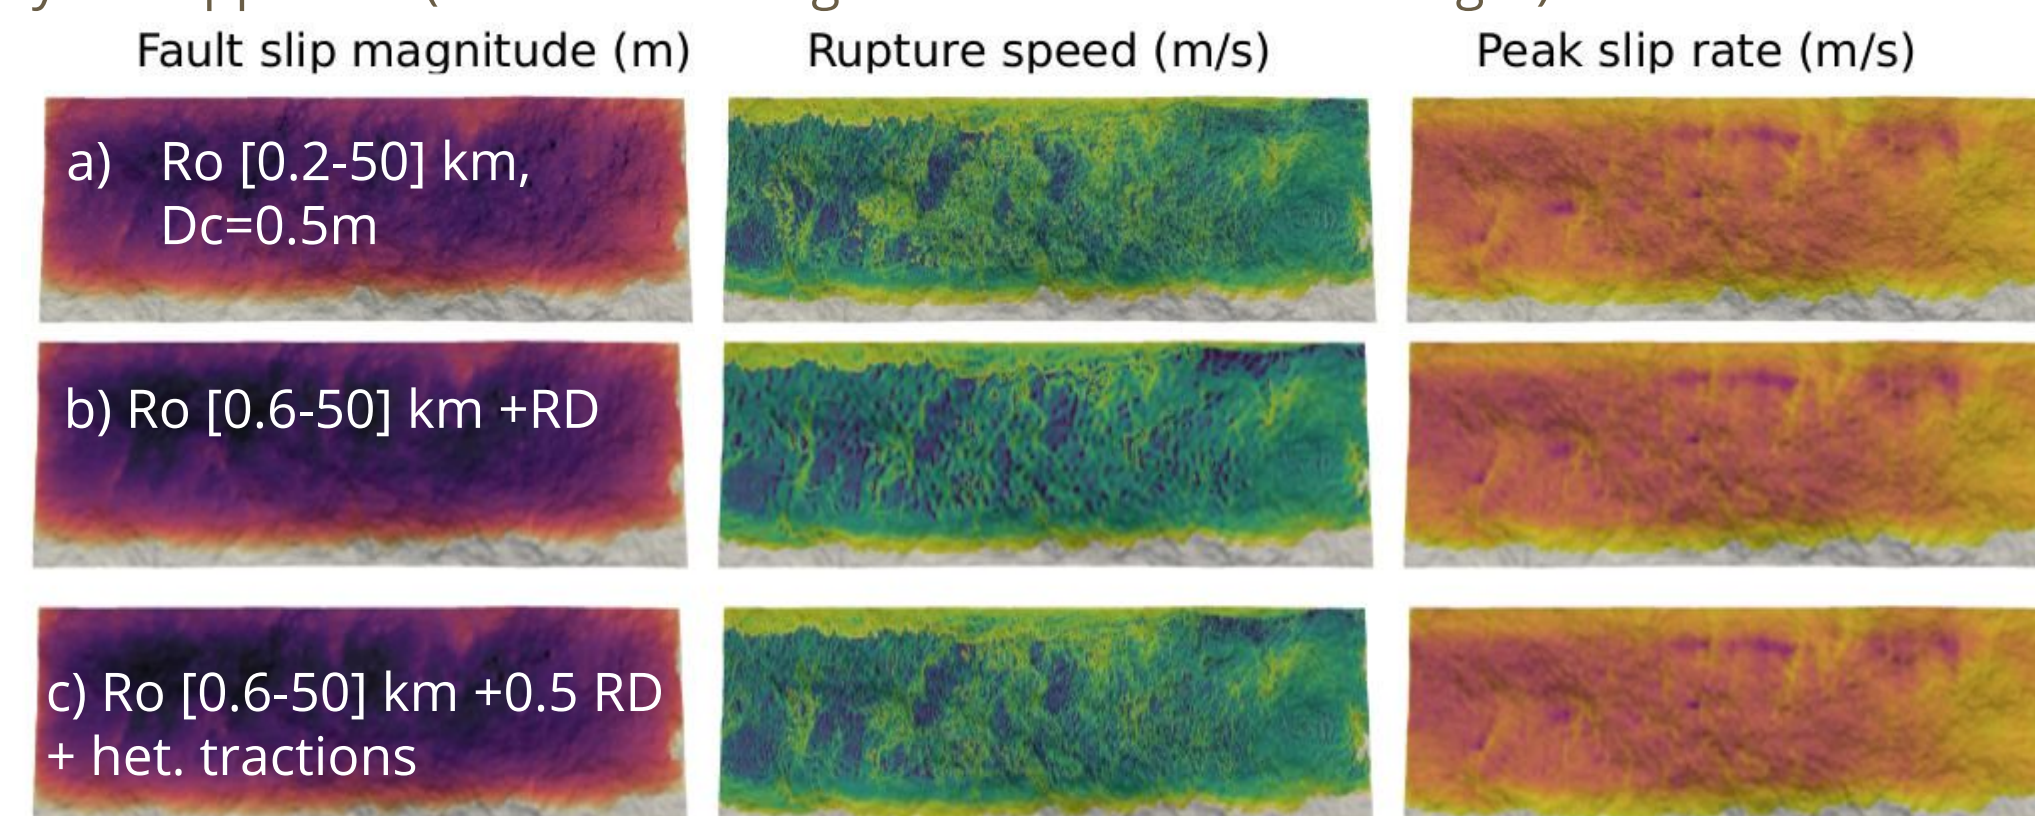 Fault slip magnitude (m)
Rupture speed (m/s)
Peak slip rate (m/s)
a) Ro [0.2-50] km,
Dc=0.5m
b) Ro [0.6-50] km +RD
c) Ro [0.6-50] km +0.5 RD
+ het. tractions